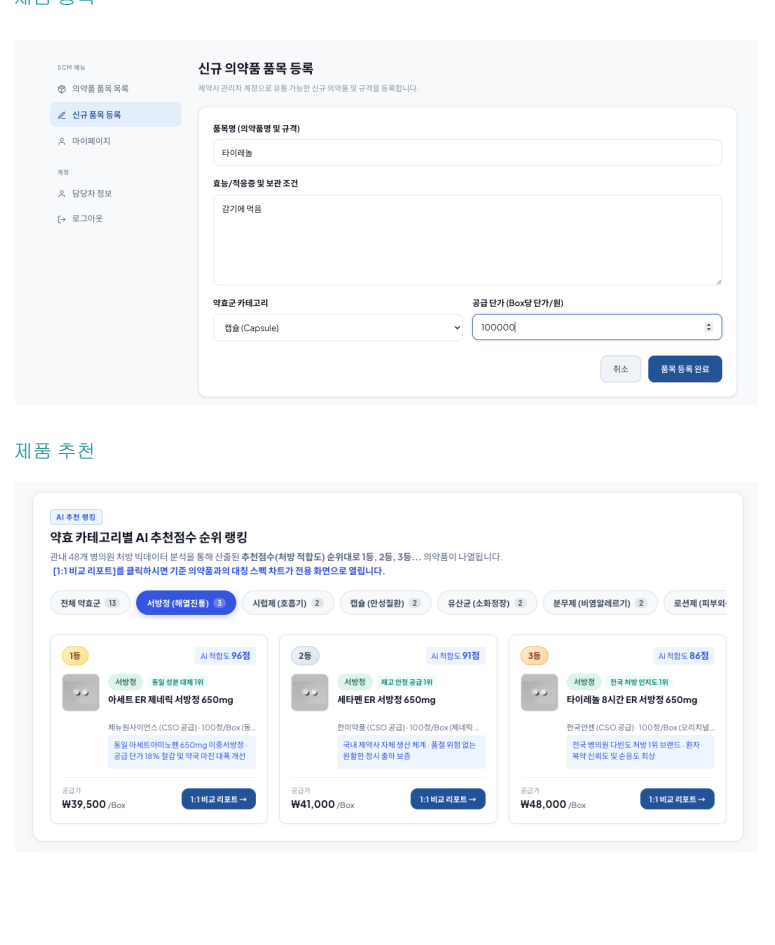 제품 등록
SCM 메뉴
의약품 품목 목록
신규 품목 등록
마이페이지
계정
담당자 정보
로그아웃
신규 의약품 품목 등록
제약사 관리자 계정으로 유통 가능한 신규 의약품 및 규격을 등록합니다.
품목명 (의약품명 및 규격)
타이레놀
효능/적응증 및 보관 조건
감기에 먹음
약효군 카테고리
공급 단가 (Box당 단가/원)
캡슐 (Capsule)
100000
취소
품목 등록 완료
제품 추천
AI 추천 랭킹
약효 카테고리별 AI 추천점수 순위 랭킹
관내 48개 병의원 처방 빅데이터 분석을 통해 산출된 추천점수(처방 적합도) 순위대로 1등, 2등, 3등... 의약품이 나열됩니다.
[1:1 비교 리포트]를 클릭하시면 기준 의약품과의 대칭 스펙 차트가 전용 화면으로 열립니다.
전체 약효군 13
서방정 (해열진통) 3
시럽제 (호흡기) 2
캡슐 (만성질환) 2
유산균 (소화정장) 2
분무제 (비염알레르기) 2
로션제 (피부외
1등
AI 적합도 96점
서방정
동일 성분 대체 1위
아세트 ER 제네릭 서방정 650mg
제뉴원사이언스 (CSO 공급) · 100정/Box (동...
동일 아세트아미노펜 650mg 이중서방정 ·
공급 단가 18% 절감 및 약국 마진 대폭 개선
공급가
₩39,500 /Box
1:1 비교 리포트 →
2등
AI 적합도 91점
서방정
재고 안정 공급 1위
세타펜 ER 서방정 650mg
한미약품 (CSO 공급) · 100정/Box (제네릭 ...
국내 제약사 자체 생산 체계 · 품절 위험 없는
원활한 정시 출하 보증
공급가
₩41,000 /Box
1:1 비교 리포트 →
3등
AI 적합도 86점
서방정
전국 처방 인지도 1위
타이레놀 8시간 ER 서방정 650mg
한국얀센 (CSO 공급) · 100정/Box (오리지널...
전국 병의원 다빈도 처방 1위 브랜드 · 환자
복약 신뢰도 및 순응도 최상
공급가
₩48,000 /Box
1:1 비교 리포트 →